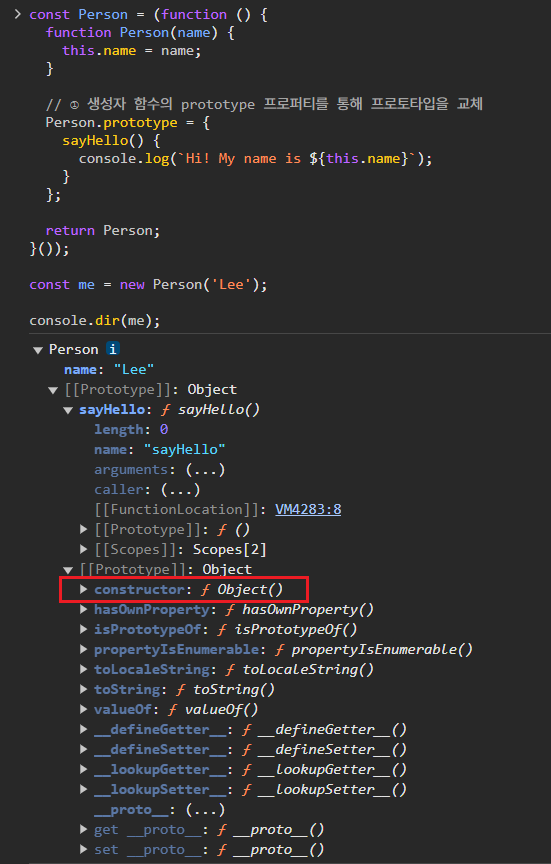 const Person = (function () {
function Person(name) {
this.name = name;
}
// ① 생성자 함수의 prototype 프로퍼티를 통해 프로토타입을 교체
Person.prototype = {
sayHello() {
console.log(`Hi! My name is ${this.name}`);
}
};
return Person;
}());
const me = new Person('Lee');
console.dir(me);
Person i
name: "Lee"
[[Prototype]]: Object
sayHello: ƒ sayHello()
length: 0
name: "sayHello"
arguments: (...)
caller: (...)
[[FunctionLocation]]: VM4283:8
[[Prototype]]: ƒ ()
[[Scopes]]: Scopes[2]
[[Prototype]]: Object
constructor: ƒ Object()
hasOwnProperty: ƒ hasOwnProperty()
isPrototypeOf: ƒ isPrototypeOf()
propertyIsEnumerable: ƒ propertyIsEnumerable()
toLocaleString: ƒ toLocaleString()
toString: ƒ toString()
valueOf: ƒ valueOf()
__defineGetter__: ƒ __defineGetter__()
__defineSetter__: ƒ __defineSetter__()
__lookupGetter__: ƒ __lookupGetter__()
__lookupSetter__: ƒ __lookupSetter__()
__proto__: (...)
get __proto__: ƒ __proto__()
set __proto__: ƒ __proto__()